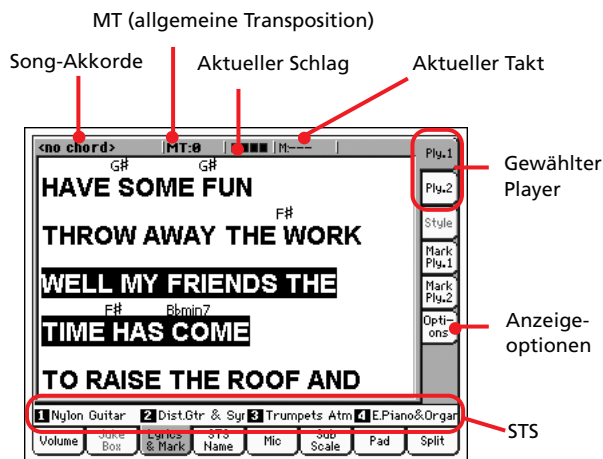 MT (allgemeine Transposition)
Song-Akkorde
Aktueller Schlag
Aktueller Takt
<no chord> MT:0 M:---
Ply.1
G# G#
HAVE SOME FUN
Ply.2
Gewählter
Player
F#
THROW AWAY THE WORK
Style
Mark
Ply.1
WELL MY FRIENDS THE
Mark
Ply.2
F# Bbmin7
TIME HAS COME
Opti-
ons
Anzeige-
optionen
TO RAISE THE ROOF AND
1 Nylon Guitar 2 Dist.Gtr & Syr 3 Trumpets Atm 4 E.Piano&Organ
STS
Volume
Juke
Box
Lyrics
& Mark
STS
Name
Mic
Sub
Scale
Pad
Split